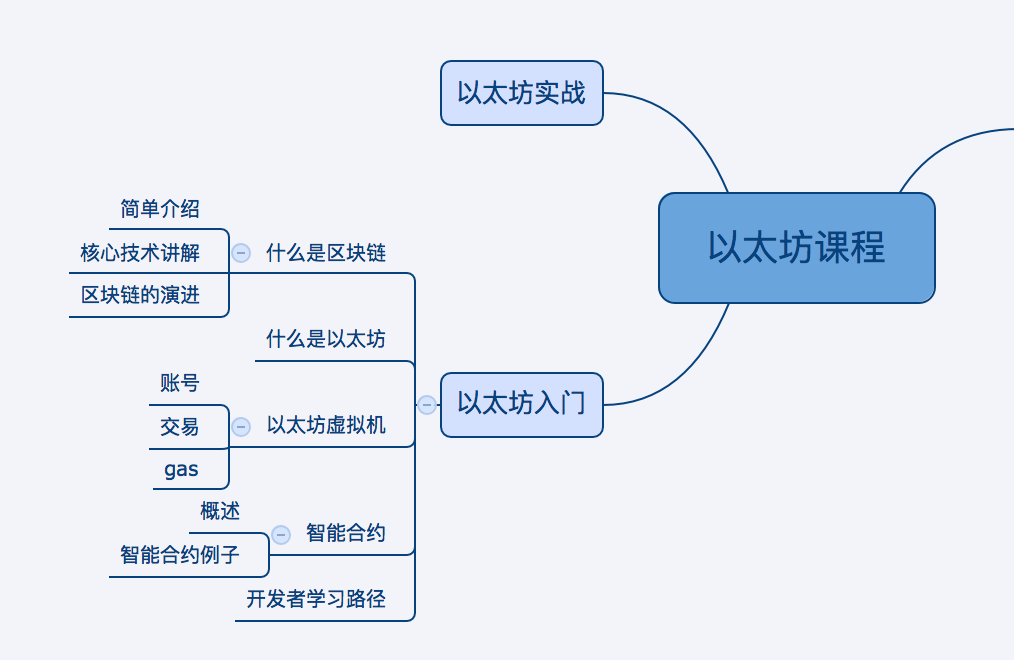 以太坊实战
以太坊课程
简单介绍
核心技术讲解
什么是区块链
区块链的演进
什么是以太坊
账号
以太坊入门
交易
以太坊虚拟机
gas
概述
智能合约
智能合约例子
开发者学习路径